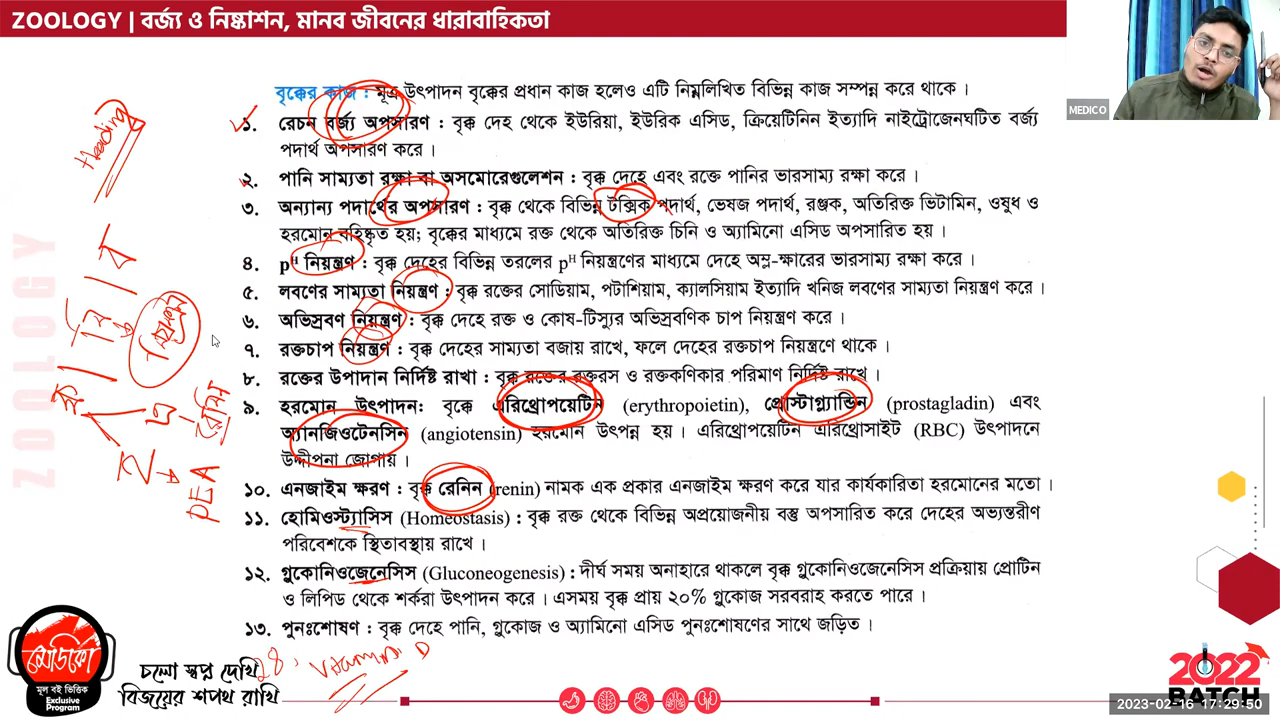 ZOOLOGY | বর্জ্য ও নিষ্কাশন, মানব জীবনের ধারাবাহিকতা
MEDICO
বৃক্কের কাজ : মূত্র উৎপাদন বৃক্কের প্রধান কাজ হলেও এটি নিম্নলিখিত বিভিন্ন কাজ সম্পন্ন করে থাকে ।
১. রেচন বর্জ্য অপসারণ : বৃক্ক দেহ থেকে ইউরিয়া, ইউরিক এসিড, ক্রিয়েটিনিন ইত্যাদি নাইট্রোজেনঘটিত বর্জ্য
পদার্থ অপসারণ করে ।
২. পানি সাম্যতা রক্ষা বা অসমোরেগুলেশন : বৃক্ক দেহে এবং রক্তে পানির ভারসাম্য রক্ষা করে ।
৩. অন্যান্য পদার্থের অপসারণ : বৃক্ক থেকে বিভিন্ন টক্সিক পদার্থ, ভেষজ পদার্থ, রঞ্জক, অতিরিক্ত ভিটামিন, ওষুধ ও
হরমোন বহিষ্কৃত হয়; বৃক্কের মাধ্যমে রক্ত থেকে অতিরিক্ত চিনি ও অ্যামিনো এসিড অপসারিত হয় ।
৪. pᴴ নিয়ন্ত্রণ : বৃক্ক দেহের বিভিন্ন তরলের pᴴ নিয়ন্ত্রণের মাধ্যমে দেহে অম্ল-ক্ষারের ভারসাম্য রক্ষা করে ।
৫. লবণের সাম্যতা নিয়ন্ত্রণ : বৃক্ক রক্তের সোডিয়াম, পটাশিয়াম, ক্যালসিয়াম ইত্যাদি খনিজ লবণের সাম্যতা নিয়ন্ত্রণ করে ।
৬. অভিস্রবণ নিয়ন্ত্রণ : বৃক্ক দেহে রক্ত ও কোষ-টিস্যুর অভিস্রবণিক চাপ নিয়ন্ত্রণ করে ।
৭. রক্তচাপ নিয়ন্ত্রণ : বৃক্ক দেহের সাম্যতা বজায় রাখে, ফলে দেহের রক্তচাপ নিয়ন্ত্রণে থাকে ।
৮. রক্তের উপাদান নির্দিষ্ট রাখা : বৃক্ক রক্তের রক্তরস ও রক্তকণিকার পরিমাণ নির্দিষ্ট রাখে ।
৯. হরমোন উৎপাদন: বৃক্কে এরিথ্রোপয়েটিন (erythropoietin), প্রোস্টাগ্ল্যান্ডিন (prostagladin) এবং
অ্যানজিওটেনসিন (angiotensin) হরমোন উৎপন্ন হয় । এরিথ্রোপয়েটিন এরিথ্রোসাইট (RBC) উৎপাদনে
উদ্দীপনা জোগায় ।
১০. এনজাইম ক্ষরণ : বৃক্ক রেনিন (renin) নামক এক প্রকার এনজাইম ক্ষরণ করে যার কার্যকারিতা হরমোনের মতো ।
১১. হোমিওস্ট্যাসিস (Homeostasis) : বৃক্ক রক্ত থেকে বিভিন্ন অপ্রয়োজনীয় বস্তু অপসারিত করে দেহের অভ্যন্তরীণ
পরিবেশকে স্থিতাবস্থায় রাখে ।
১২. গ্লুকোনিওজেনেসিস (Gluconeogenesis) : দীর্ঘ সময় অনাহারে থাকলে বৃক্ক গ্লুকোনিওজেনেসিস প্রক্রিয়ায় প্রোটিন
ও লিপিড থেকে শর্করা উৎপাদন করে । এসময় বৃক্ক প্রায় ২০% গ্লুকোজ সরবরাহ করতে পারে ।
১৩. পুনঃশোষণ : বৃক্ক দেহে পানি, গ্লুকোজ ও অ্যামিনো এসিড পুনঃশোষণের সাথে জড়িত ।
Heading
নিয়ন্ত্রণ
PEA
রেনিন
Vitamin D
ZOOLOGY
মেডিকো
মূল বই ভিত্তিক
Exclusive
Program
চলো স্বপ্ন দেখি
বিজয়ের শপথ রাখি
2022
BATCH
2023-02-16 17:29:50